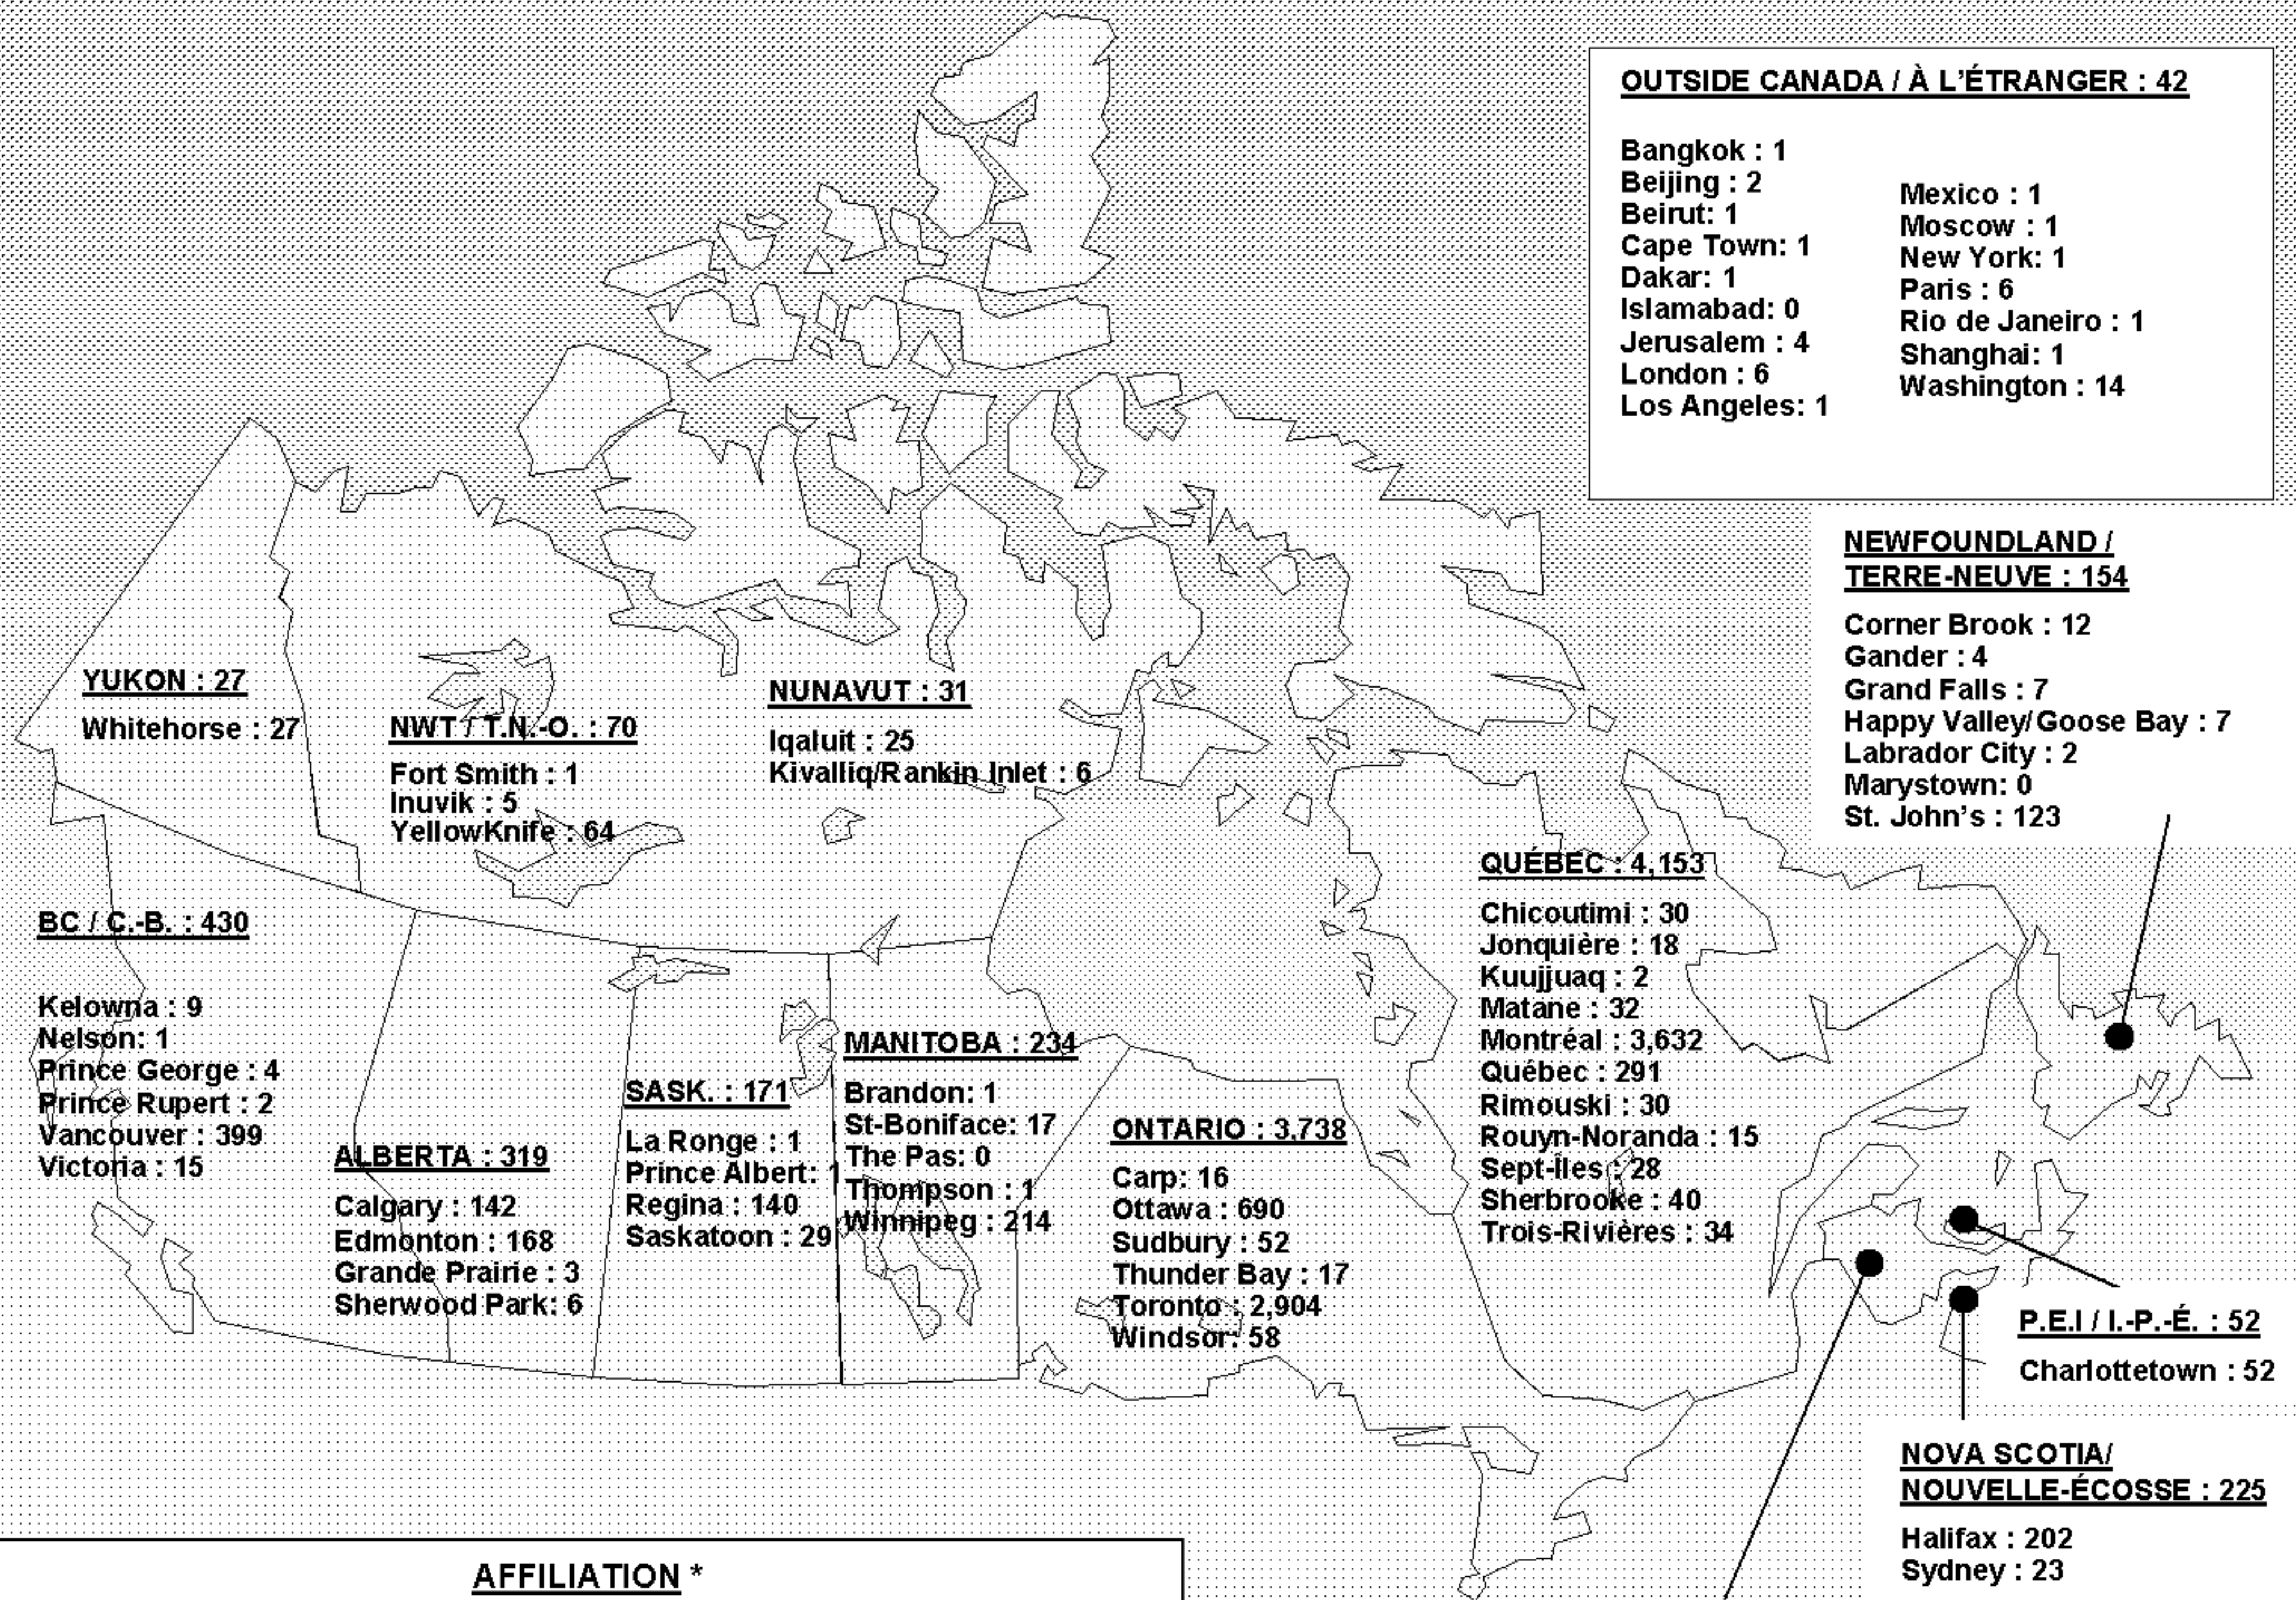 OUTSIDE CANADA / À L'ÉTRANGER : 42
Bangkok : 1
Beijing : 2
Beirut: 1
Cape Town: 1
Dakar: 1
Islamabad: 0
Jerusalem : 4
London : 6
Los Angeles: 1
Mexico : 1
Moscow : 1
New York: 1
Paris : 6
Rio de Janeiro : 1
Shanghai: 1
Washington : 14
NEWFOUNDLAND /
TERRE-NEUVE : 154
Corner Brook : 12
Gander : 4
Grand Falls : 7
Happy Valley/Goose Bay : 7
Labrador City : 2
Marystown: 0
St. John's : 123
YUKON : 27
Whitehorse : 27
NWT / T.N.-O. : 70
Fort Smith : 1
Inuvik : 5
YellowKnife : 64
NUNAVUT : 31
Iqaluit : 25
Kivalliq/Rankin Inlet : 6
BC / C.-B. : 430
Kelowna : 9
Nelson: 1
Prince George : 4
Prince Rupert : 2
Vancouver : 399
Victoria : 15
ALBERTA : 319
Calgary : 142
Edmonton : 168
Grande Prairie : 3
Sherwood Park: 6
SASK. : 171
La Ronge : 1
Prince Albert: 1
Regina : 140
Saskatoon : 29
MANITOBA : 234
Brandon: 1
St-Boniface: 17
The Pas: 0
Thompson : 1
Winnipeg : 214
ONTARIO : 3,738
Carp: 16
Ottawa : 690
Sudbury : 52
Thunder Bay : 17
Toronto : 2,904
Windsor: 58
QUÉBEC : 4,153
Chicoutimi : 30
Jonquière : 18
Kuujjuaq : 2
Matane : 32
Montréal : 3,632
Québec : 291
Rimouski : 30
Rouyn-Noranda : 15
Sept-Îles : 28
Sherbrooke : 40
Trois-Rivières : 34
P.E.I / I.-P.-É. : 52
Charlottetown : 52
NOVA SCOTIA/
NOUVELLE-ÉCOSSE : 225
Halifax : 202
Sydney : 23
AFFILIATION *